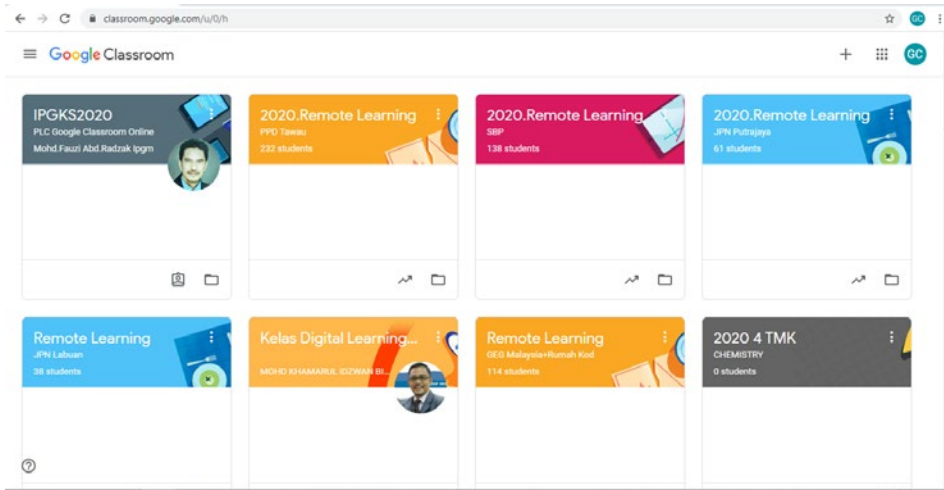 classroom.google.com/u/0/h
GC
Google Classroom
GC
IPGKS2020
PLC Google Classroom Online
Mohd.Fauzi Abd.Radzak Ipgm
2020.Remote Learning
PPD Tawau
232 students
2020.Remote Learning
SBP
138 students
2020.Remote Learning
JPN Putrajaya
61 students
Remote Learning
JPN Labuan
38 students
Kelas Digital Learning...
MOHD KHAMARUL IDZWAN BI...
Remote Learning
GEG Malaysia+Rumah Kod
114 students
2020 4 TMK
CHEMISTRY
0 students